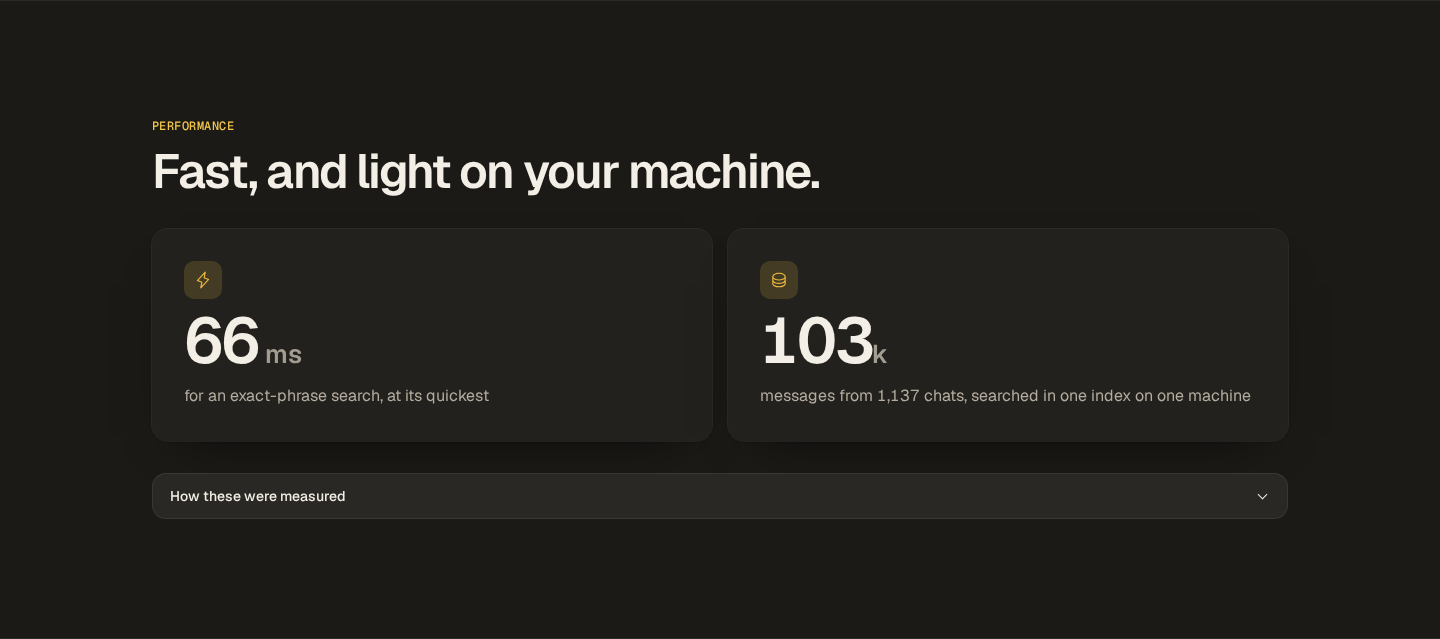 PERFORMANCE
Fast, and light on your machine.
66 ms
for an exact-phrase search, at its quickest
103k
messages from 1,137 chats, searched in one index on one machine
How these were measured